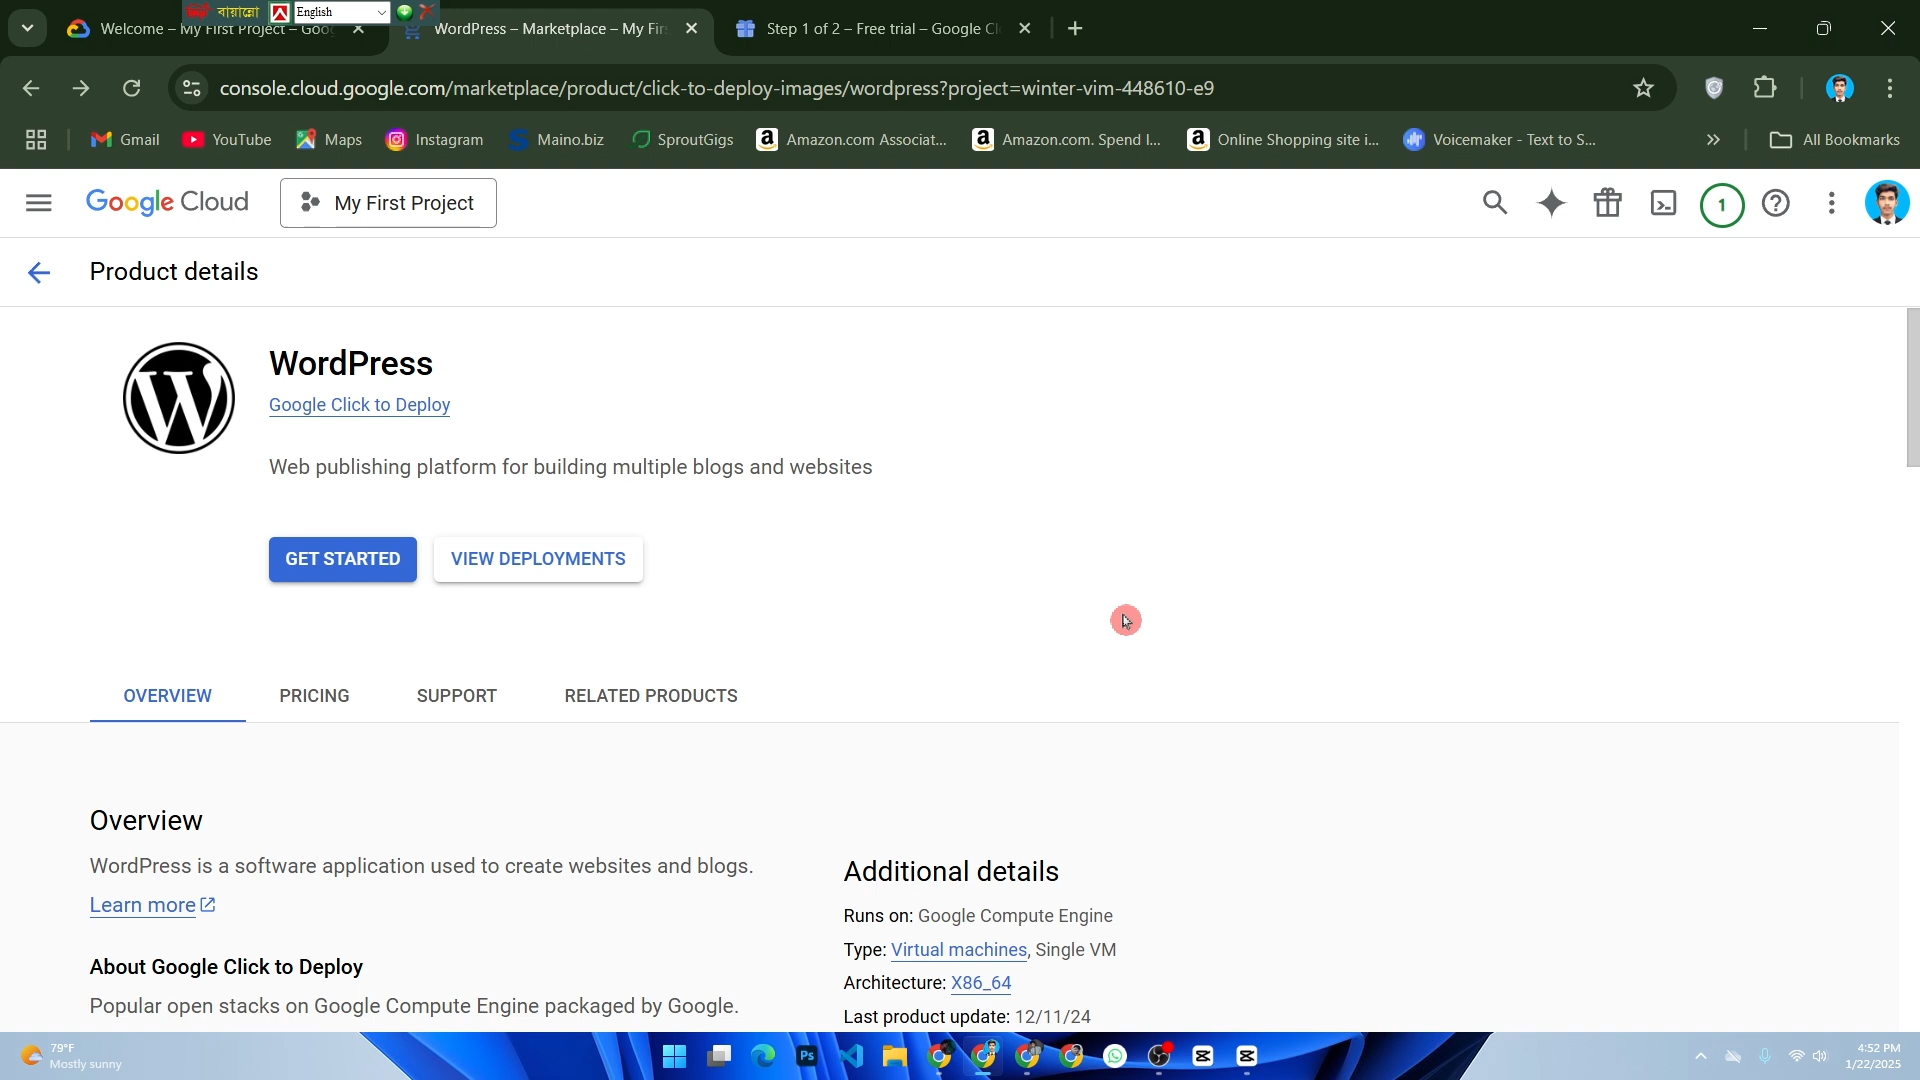 বায়ান্নো English
Welcome – My First Project – Goo
WordPress – Marketplace – My Fir
Step 1 of 2 – Free trial – Google Cl
console.cloud.google.com/marketplace/product/click-to-deploy-images/wordpress?project=winter-vim-448610-e9
Gmail YouTube Maps Instagram Maino.biz SproutGigs Amazon.com Associat... Amazon.com. Spend l... Online Shopping site i... Voicemaker - Text to S... All Bookmarks
Google Cloud My First Project 1
Product details
WordPress
Google Click to Deploy
Web publishing platform for building multiple blogs and websites
GET STARTED VIEW DEPLOYMENTS
OVERVIEW PRICING SUPPORT RELATED PRODUCTS
Overview
WordPress is a software application used to create websites and blogs.
Learn more
About Google Click to Deploy
Popular open stacks on Google Compute Engine packaged by Google.
Additional details
Runs on: Google Compute Engine
Type: Virtual machines, Single VM
Architecture: X86_64
Last product update: 12/11/24
79°F
Mostly sunny
Ps
4:52 PM
1/22/2025